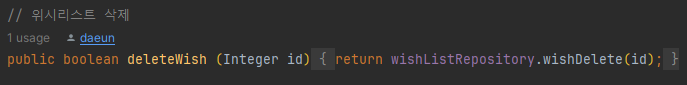 // 위시리스트 삭제
1 usage daeun
public boolean deleteWish (Integer id) { return wishListRepository.wishDelete(id); }